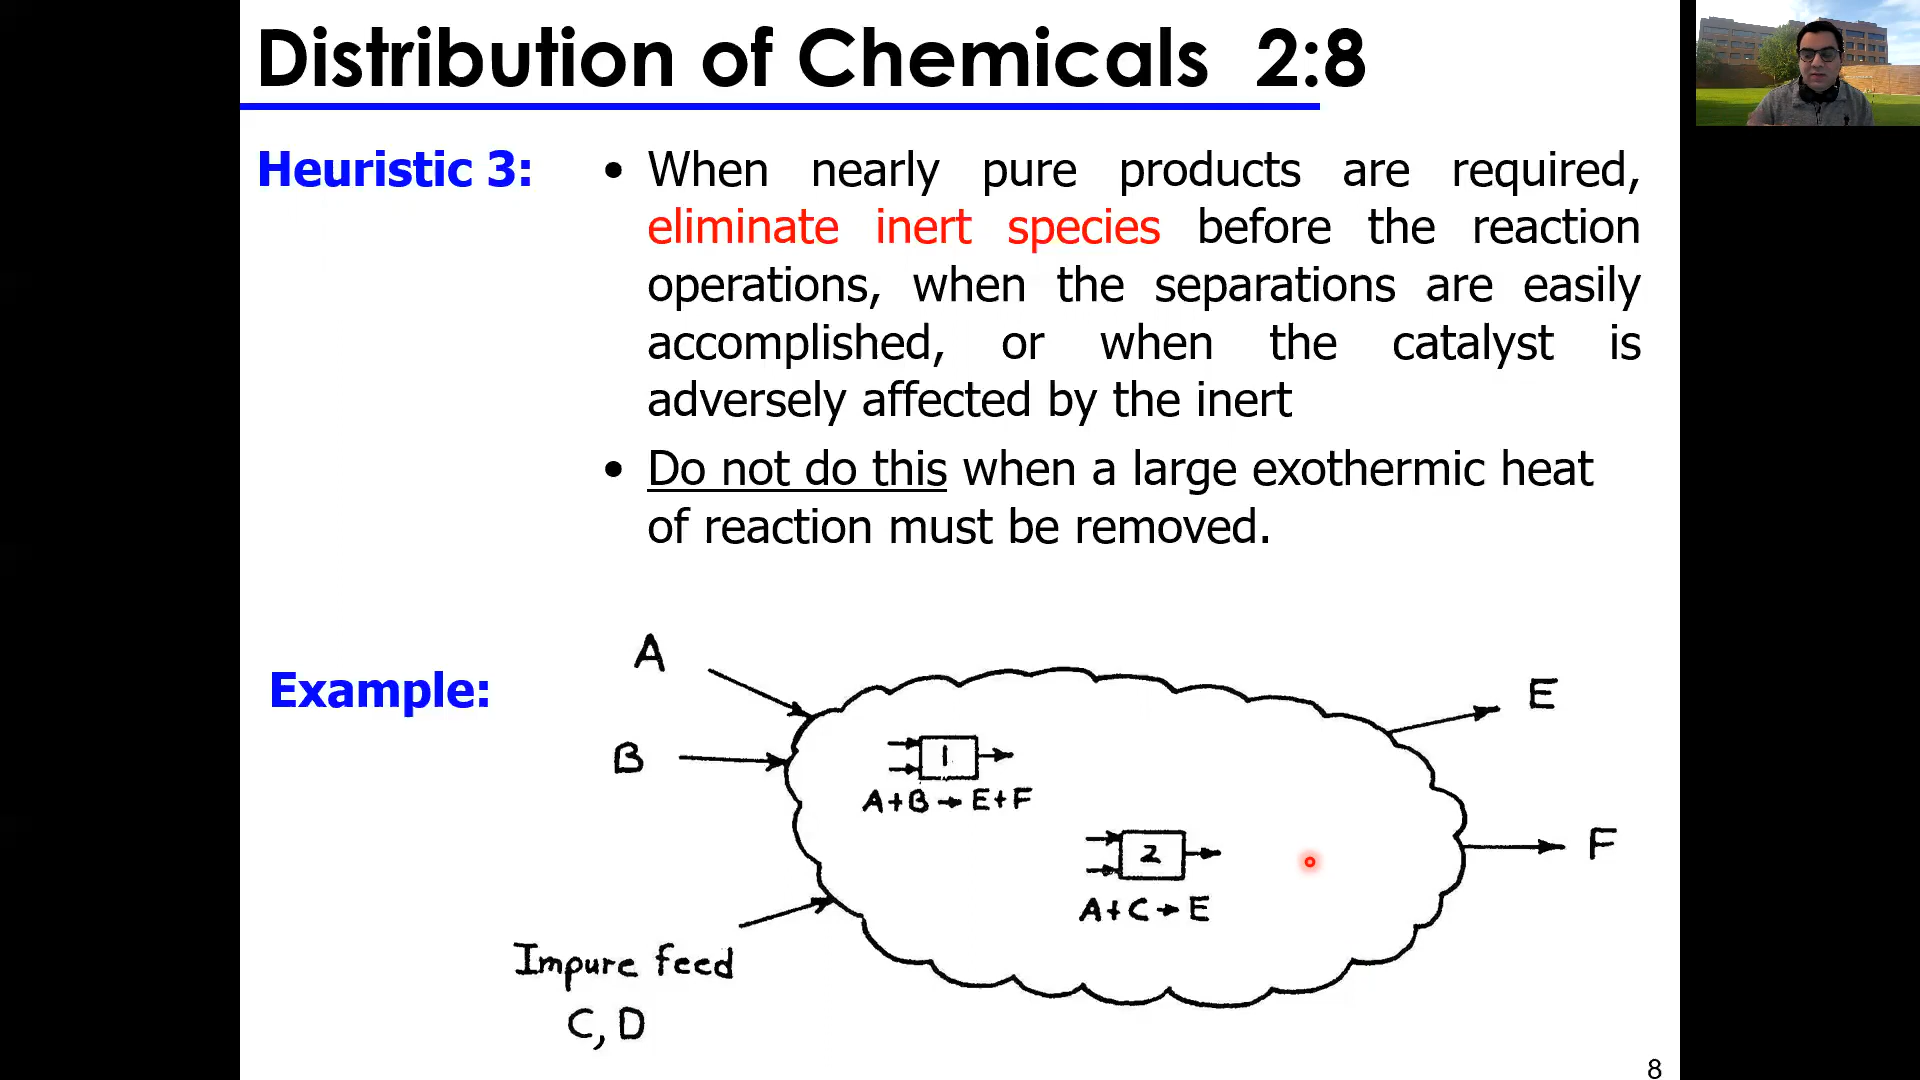 Distribution of Chemicals 2:8
Heuristic 3:
• When nearly pure products are required,
eliminate inert species before the reaction
operations, when the separations are easily
accomplished, or when the catalyst is
adversely affected by the inert
• Do not do this when a large exothermic heat
of reaction must be removed.
Example:
A
B
Impure feed
C, D
1
A+B→E+F
2
A+C→E
E
F
8